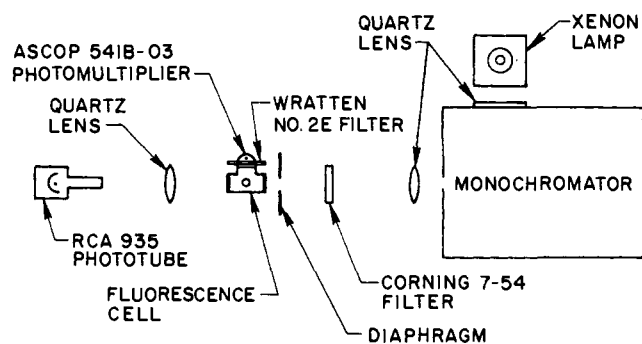 ASCOP 541B-03
PHOTOMULTIPLIER
QUARTZ
LENS
WRATTEN
NO. 2E FILTER
QUARTZ
LENS
XENON
LAMP
MONOCHROMATOR
RCA 935
PHOTOTUBE
FLUORESCENCE
CELL
CORNING 7-54
FILTER
DIAPHRAGM